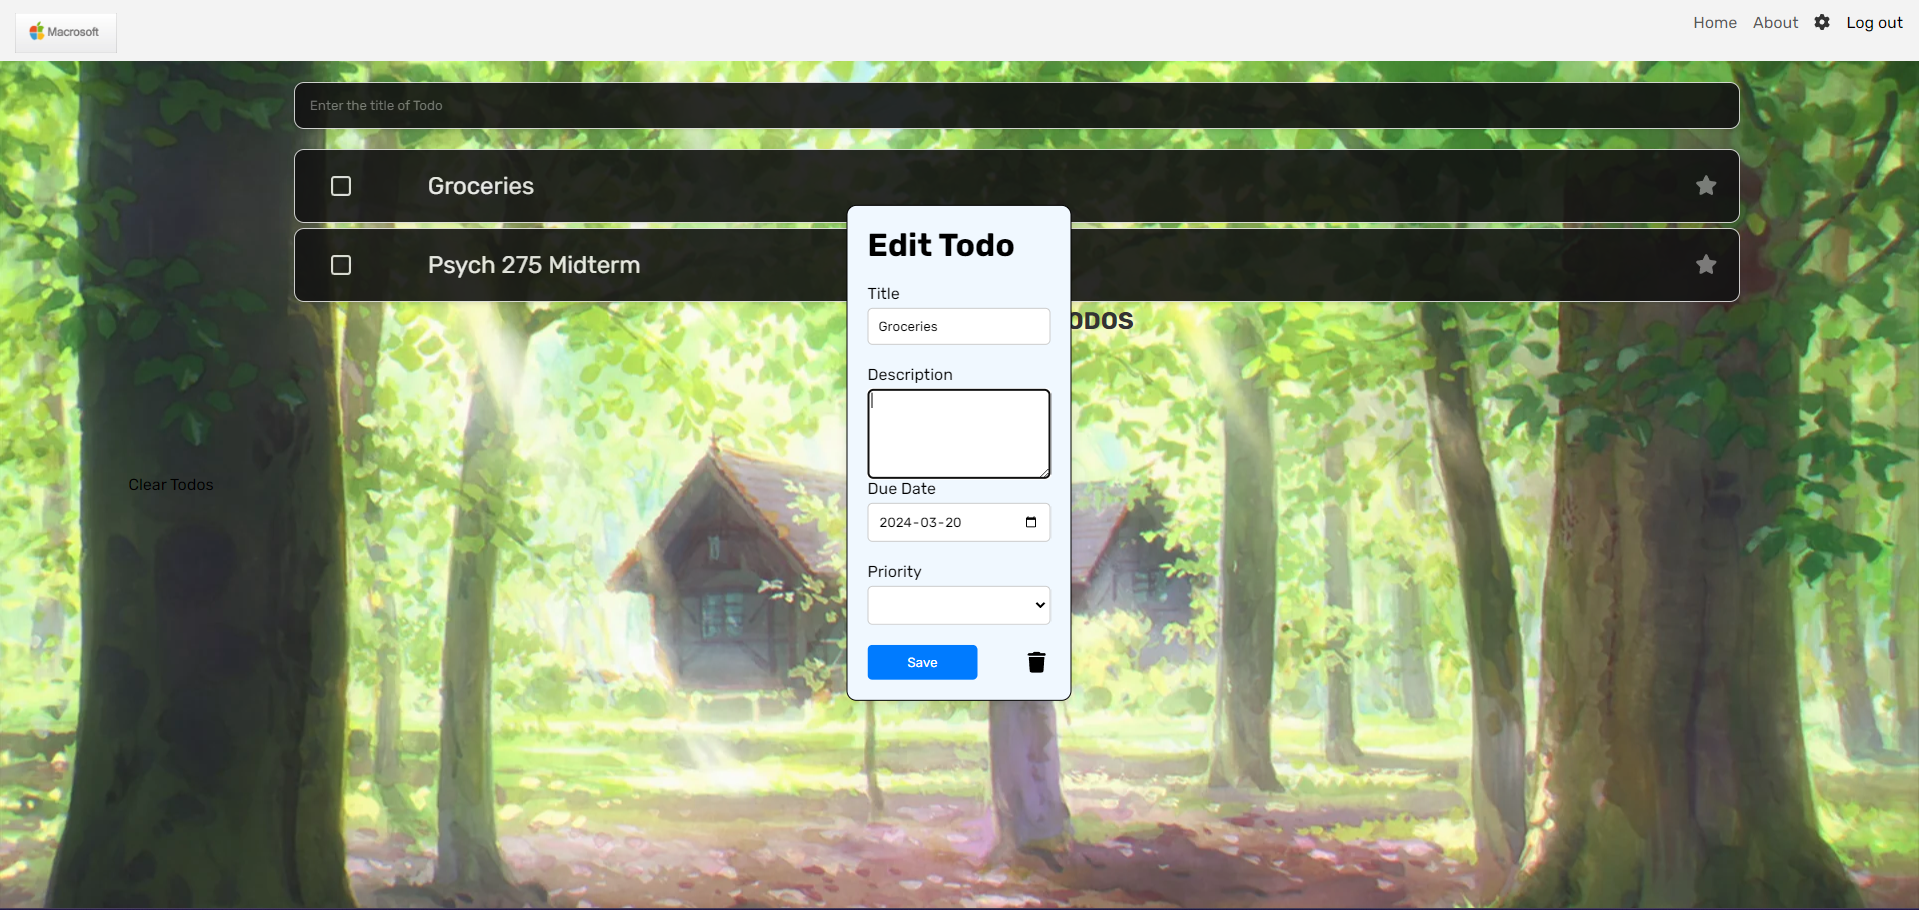 Macrosoft
Home About Log out
Enter the title of Todo
Groceries
Psych 275 Midterm
ODOS
Clear Todos
Edit Todo
Title
Groceries
Description
Due Date
2024-03-20
Priority
Save